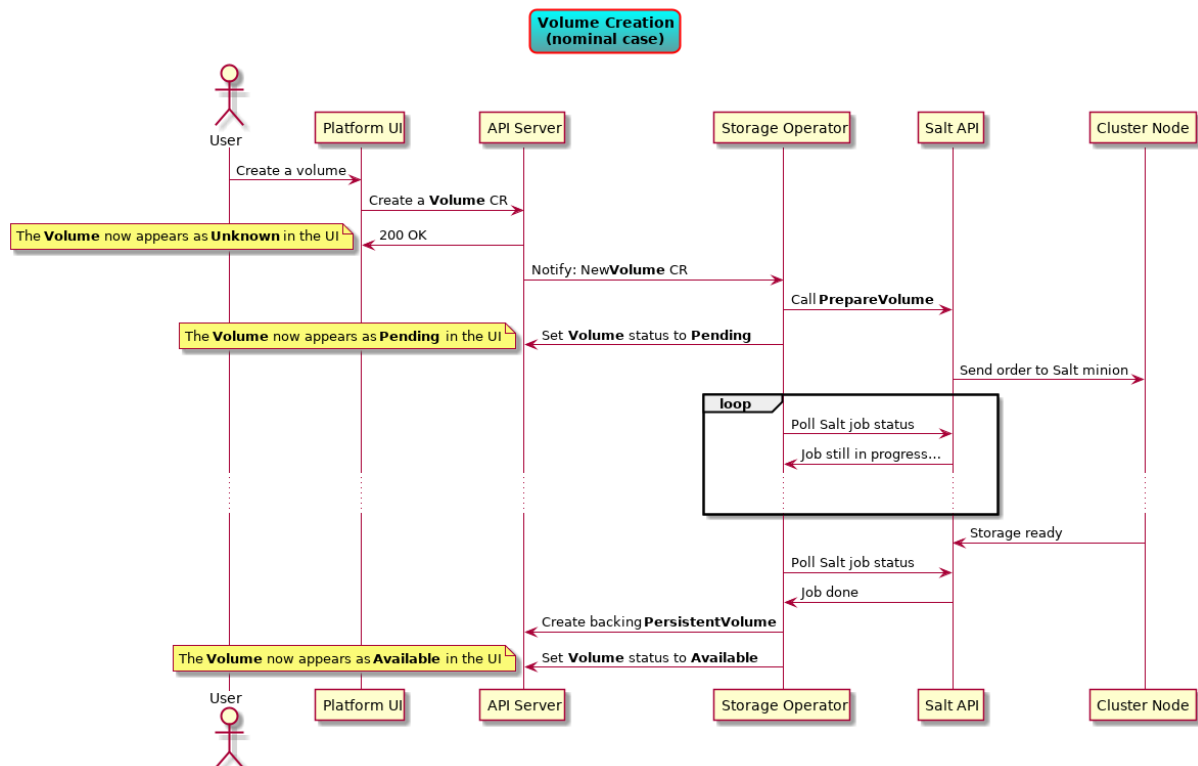 Volume Creation
(nominal case)
User
Platform UI
API Server
Storage Operator
Salt API
Cluster Node
Create a volume
Create a Volume CR
The Volume now appears as Unknown in the UI
200 OK
Notify: NewVolume CR
Call PrepareVolume
The Volume now appears as Pending in the UI
Set Volume status to Pending
Send order to Salt minion
loop
Poll Salt job status
Job still in progress...
Storage ready
Poll Salt job status
Job done
Create backing PersistentVolume
The Volume now appears as Available in the UI
Set Volume status to Available
User
Platform UI
API Server
Storage Operator
Salt API
Cluster Node